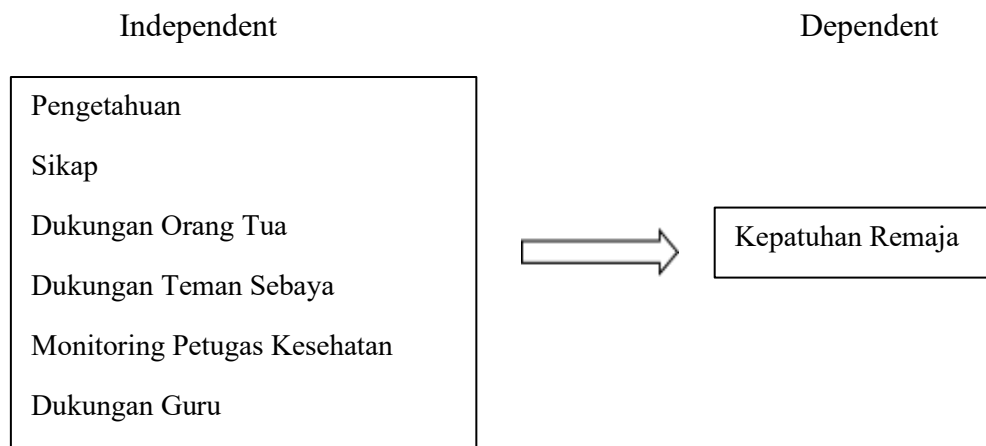 Independent
Dependent
Pengetahuan
Sikap
Dukungan Orang Tua
Dukungan Teman Sebaya
Monitoring Petugas Kesehatan
Dukungan Guru
Kepatuhan Remaja